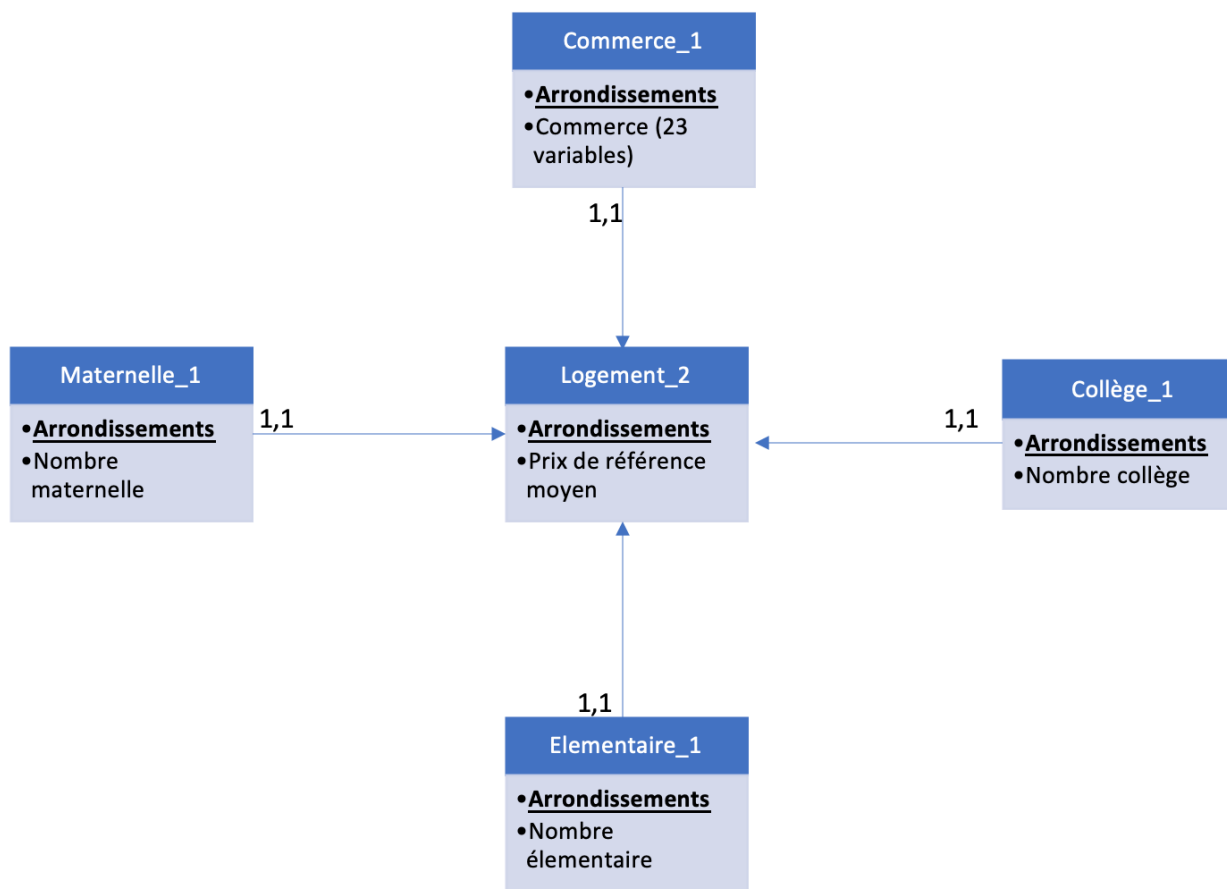 Commerce_1
•Arrondissements
•Commerce (23
variables)
1,1
Maternelle_1
•Arrondissements
•Nombre
maternelle
1,1
Logement_2
•Arrondissements
•Prix de référence
moyen
1,1
Collège_1
•Arrondissements
•Nombre collège
1,1
Elementaire_1
•Arrondissements
•Nombre
élementaire